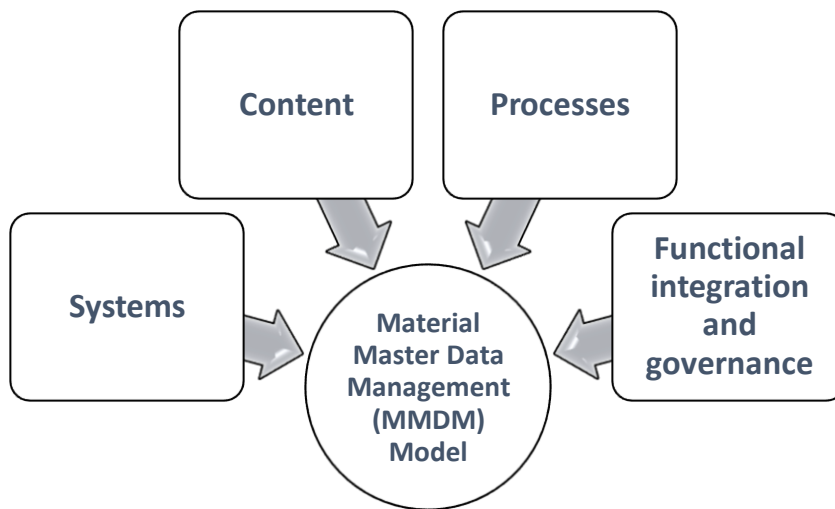 Content
Processes
Systems
Functional
integration
and
governance
Material
Master Data
Management
(MMDM)
Model